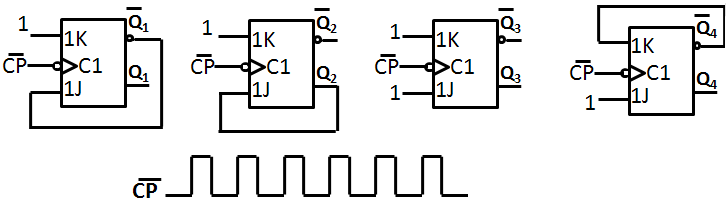 1 1K C̅P̅ C1 1J Q̅₁ Q₁
1 1K C̅P̅ C1 1J Q̅₂ Q₂
1 1K C̅P̅ C1 1 1J Q̅₃ Q₃
1K C̅P̅ C1 1 1J Q̅₄ Q₄
C̅P̅